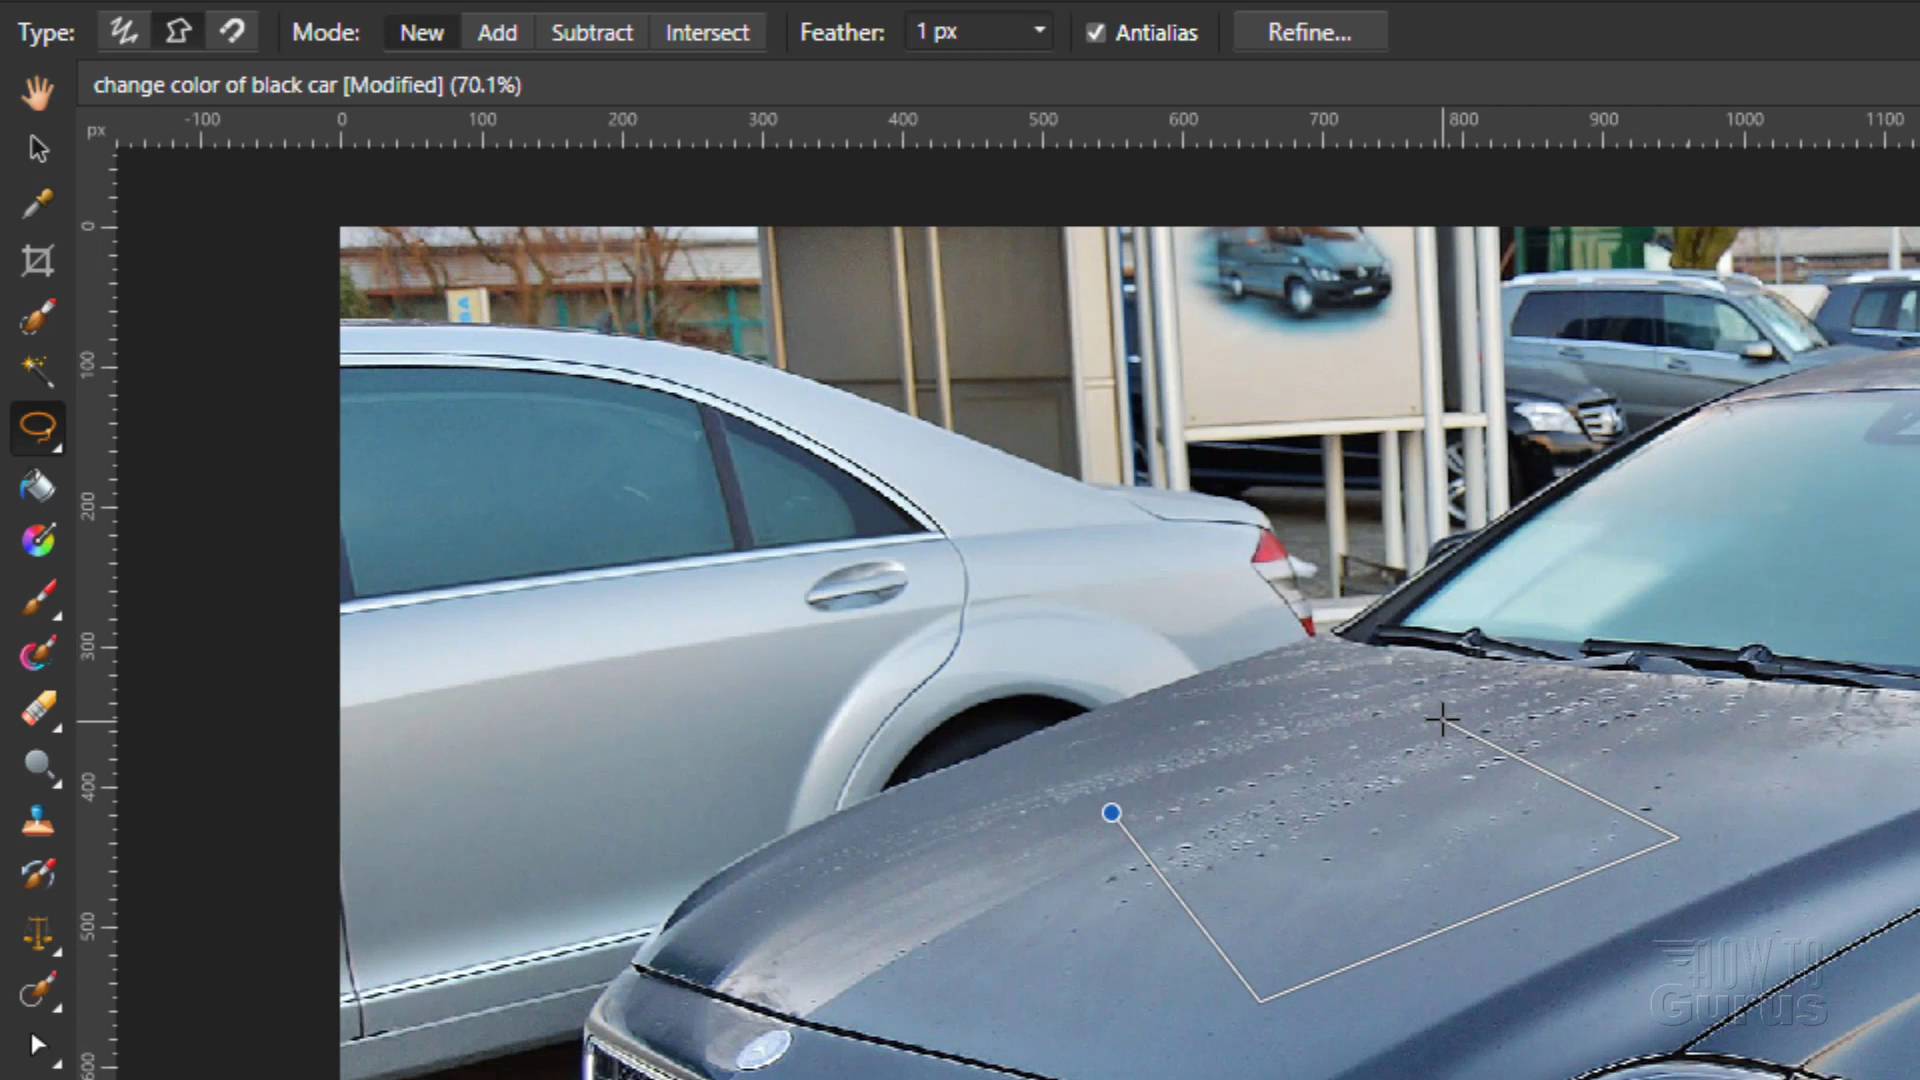 Type: Mode: New Add Subtract Intersect Feather: 1 px Antialias Refine...
change color of black car [Modified] (70.1%)
px -100 0 100 200 300 400 500 600 700 800 900 1000 1100
0
100
200
300
400
500
600
HOW TO
Gurus